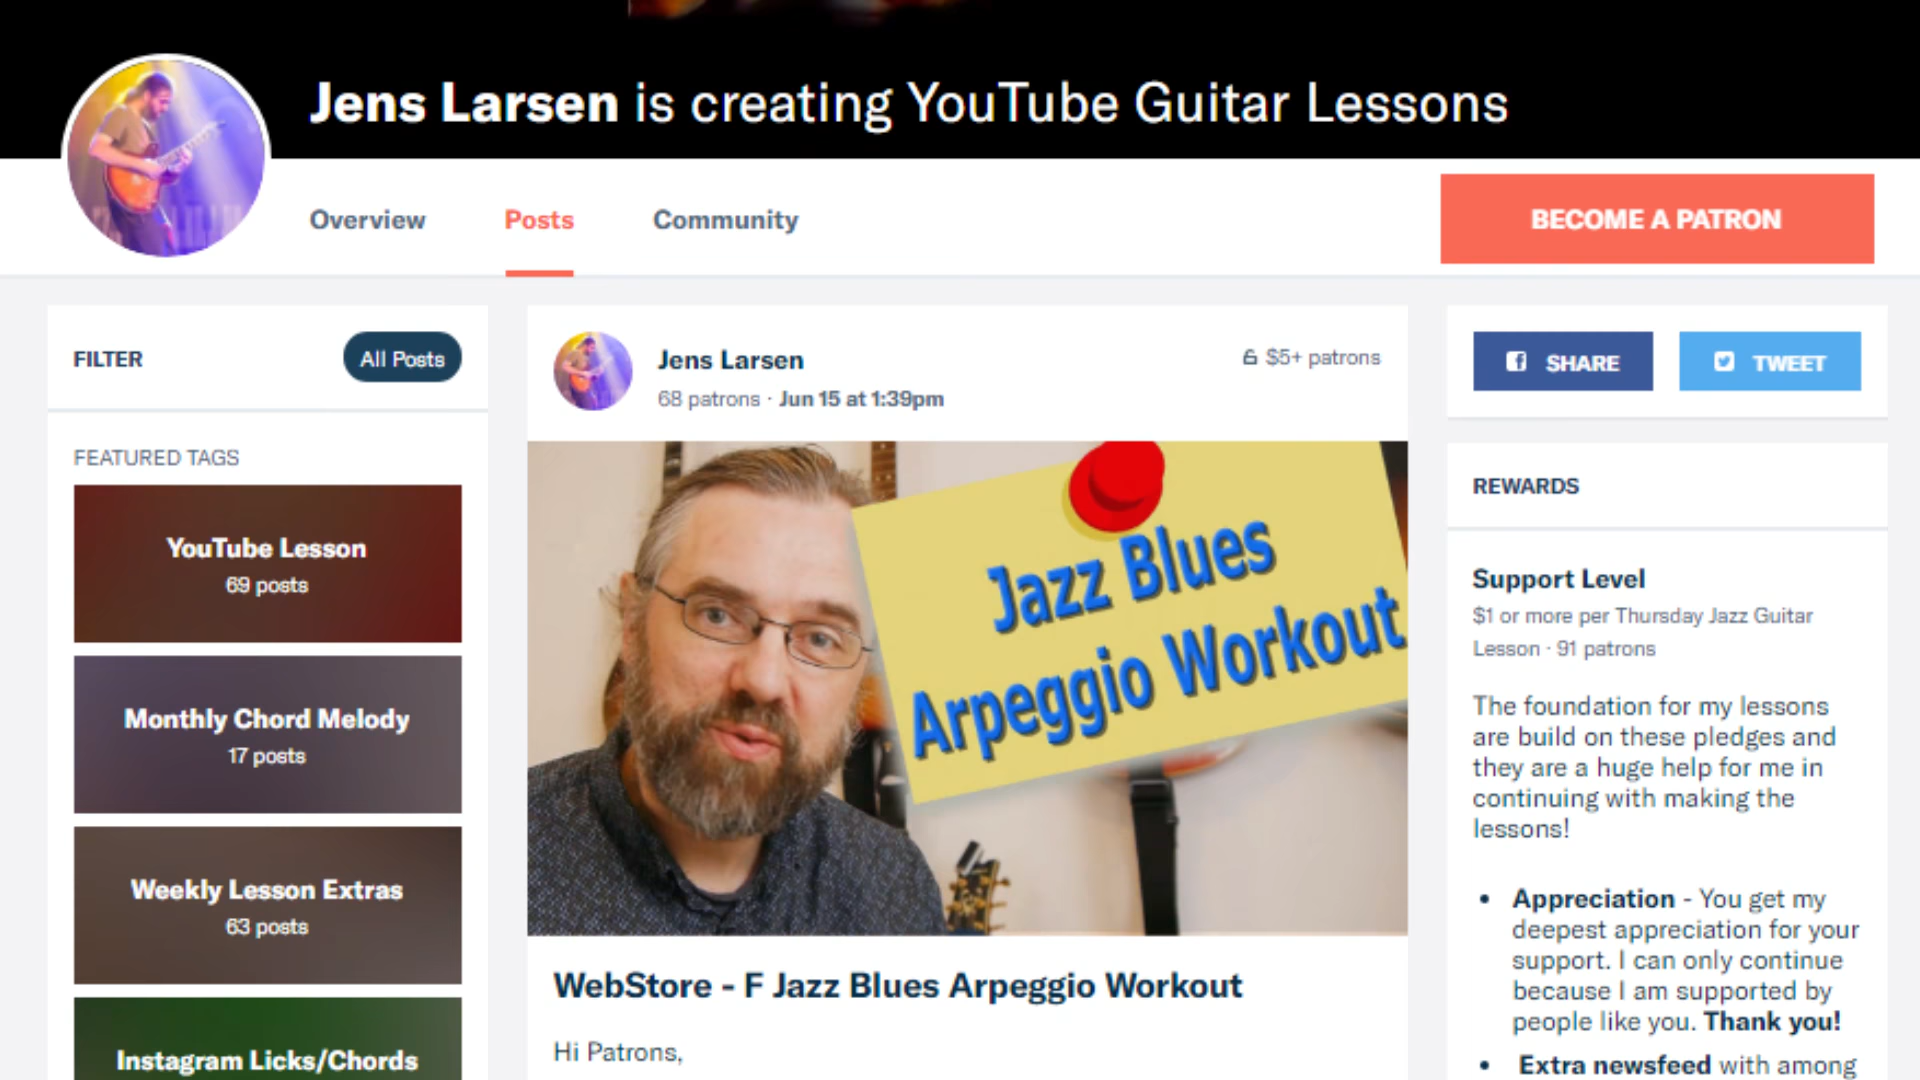 Jens Larsen is creating YouTube Guitar Lessons
Overview
Posts
Community
BECOME A PATRON
FILTER
All Posts
FEATURED TAGS
YouTube Lesson
69 posts
Monthly Chord Melody
17 posts
Weekly Lesson Extras
63 posts
Instagram Licks/Chords
Jens Larsen
68 patrons · Jun 15 at 1:39pm
$5+ patrons
Jazz Blues
Arpeggio Workout
WebStore - F Jazz Blues Arpeggio Workout
Hi Patrons,
SHARE
TWEET
REWARDS
Support Level
$1 or more per Thursday Jazz Guitar
Lesson · 91 patrons
The foundation for my lessons
are build on these pledges and
they are a huge help for me in
continuing with making the
lessons!
• Appreciation - You get my
deepest appreciation for your
support. I can only continue
because I am supported by
people like you. Thank you!
• Extra newsfeed with among